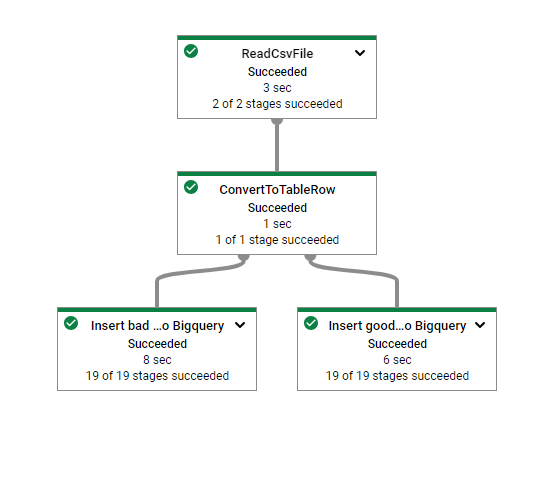 ReadCsvFile
Succeeded
3 sec
2 of 2 stages succeeded
ConvertToTableRow
Succeeded
1 sec
1 of 1 stage succeeded
Insert bad ...o Bigquery
Succeeded
8 sec
19 of 19 stages succeeded
Insert good...o Bigquery
Succeeded
6 sec
19 of 19 stages succeeded